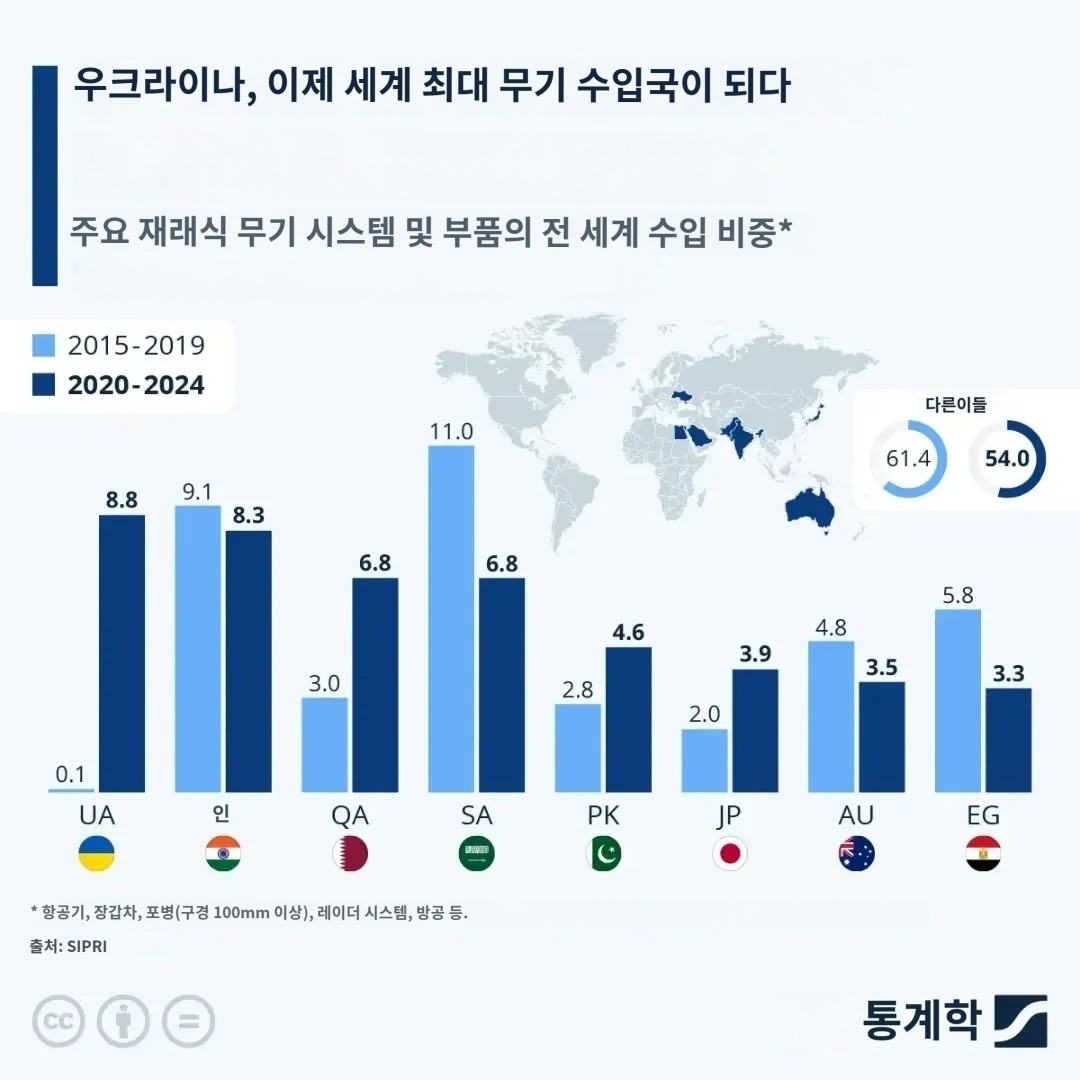 우크라이나, 이제 세계 최대 무기 수입국이 되다
주요 재래식 무기 시스템 및 부품의 전 세계 수입 비중*
2015-2019
2020-2024
다른이들
61.4
54.0
0.1
8.8
9.1
8.3
3.0
6.8
11.0
6.8
2.8
4.6
2.0
3.9
4.8
3.5
5.8
3.3
UA
인
QA
SA
PK
JP
AU
EG
* 항공기, 장갑차, 포병(구경 100mm 이상), 레이더 시스템, 방공 등.
출처: SIPRI
cc
통계학